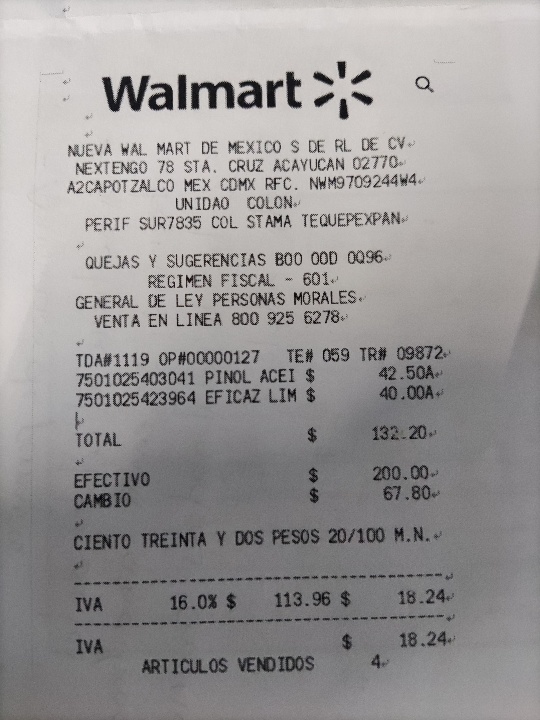 Walmart
NUEVA WAL MART DE MEXICO S DE RL DE CV
NEXTENGO 78 STA. CRUZ ACAYUCAN 02770
A2CAPOTZALCO MEX CDMX RFC. NWM9709244W4
UNIDAO COLON
PERIF SUR7835 COL STAMA TEQUEPEXPAN
QUEJAS Y SUGERENCIAS B00 00D 0Q96
REGIMEN FISCAL - 601
GENERAL DE LEY PERSONAS MORALES
VENTA EN LINEA 800 925 6278
TDA#1119 OP#00000127 TE# 059 TR# 09872
7501025403041 PINOL ACEI $ 42.50A
7501025423964 EFICAZ LIM $ 40.00A
TOTAL $ 132.20
EFECTIVO $ 200.00
CAMBIO $ 67.80
CIENTO TREINTA Y DOS PESOS 20/100 M.N.
IVA 16.0% $ 113.96 $ 18.24
IVA $ 18.24
ARTICULOS VENDIDOS 4